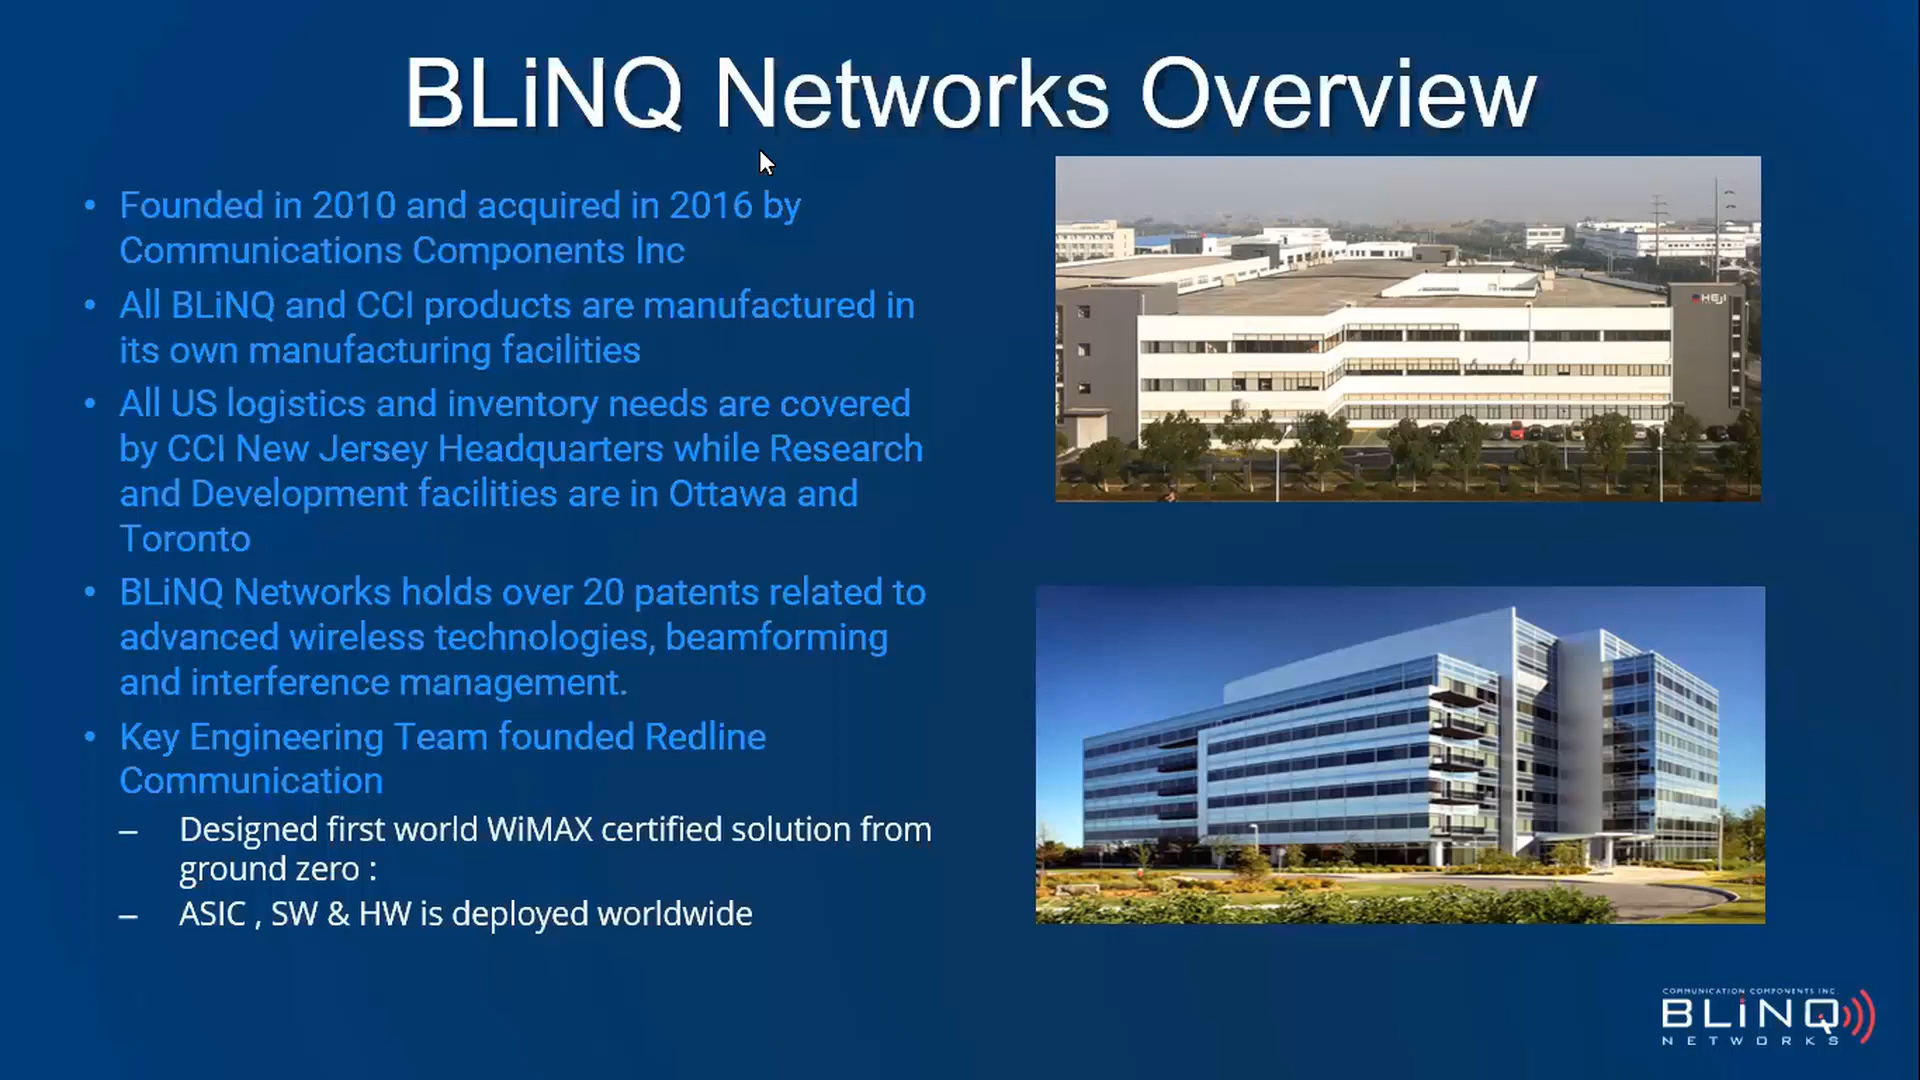 BLiNQ Networks Overview
• Founded in 2010 and acquired in 2016 by
Communications Components Inc
• All BLiNQ and CCI products are manufactured in
its own manufacturing facilities
• All US logistics and inventory needs are covered
by CCI New Jersey Headquarters while Research
and Development facilities are in Ottawa and
Toronto
• BLiNQ Networks holds over 20 patents related to
advanced wireless technologies, beamforming
and interference management.
• Key Engineering Team founded Redline
Communication
– Designed first world WiMAX certified solution from
ground zero :
– ASIC , SW & HW is deployed worldwide
HEJI
COMMUNICATION COMPONENTS INC.
BLiNQ
NETWORKS